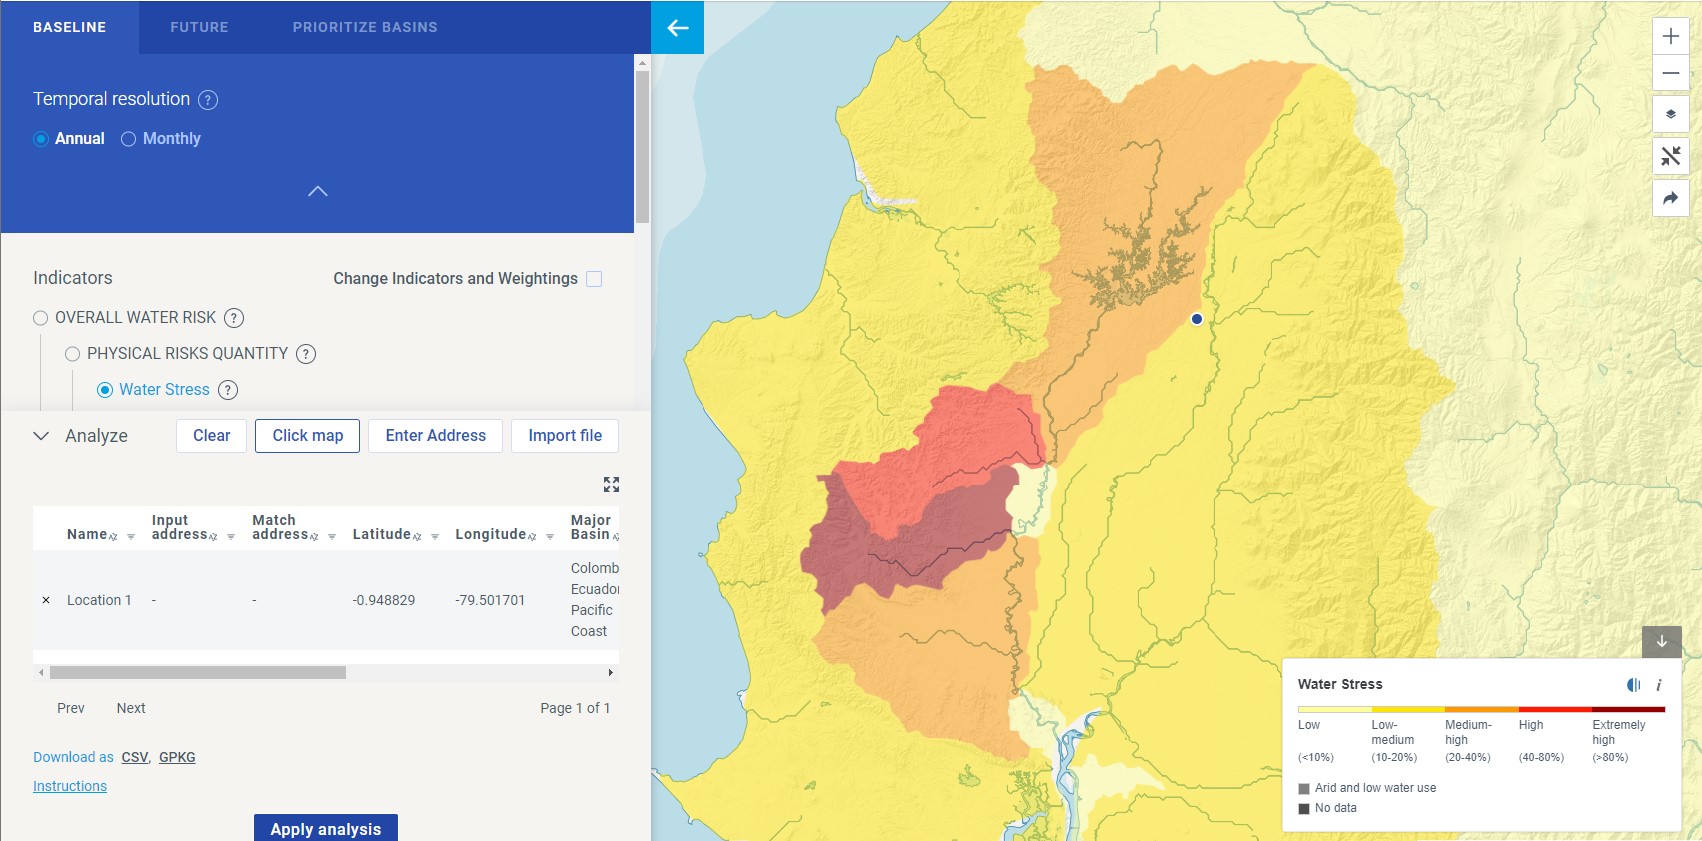 BASELINE FUTURE PRIORITIZE BASINS
Temporal resolution ?
Annual Monthly
Indicators Change Indicators and Weightings
OVERALL WATER RISK ?
PHYSICAL RISKS QUANTITY ?
Water Stress ?
Analyze Clear Click map Enter Address Import file
Name Input address Match address Latitude Longitude Major Basin
Location 1 - - -0.948829 -79.501701 Colomb
Ecuador
Pacific
Coast
Prev Next Page 1 of 1
Download as CSV, GPKG
Instructions
Apply analysis
Water Stress i
Low Low-medium Medium-high High Extremely high
(<10%) (10-20%) (20-40%) (40-80%) (>80%)
Arid and low water use
No data